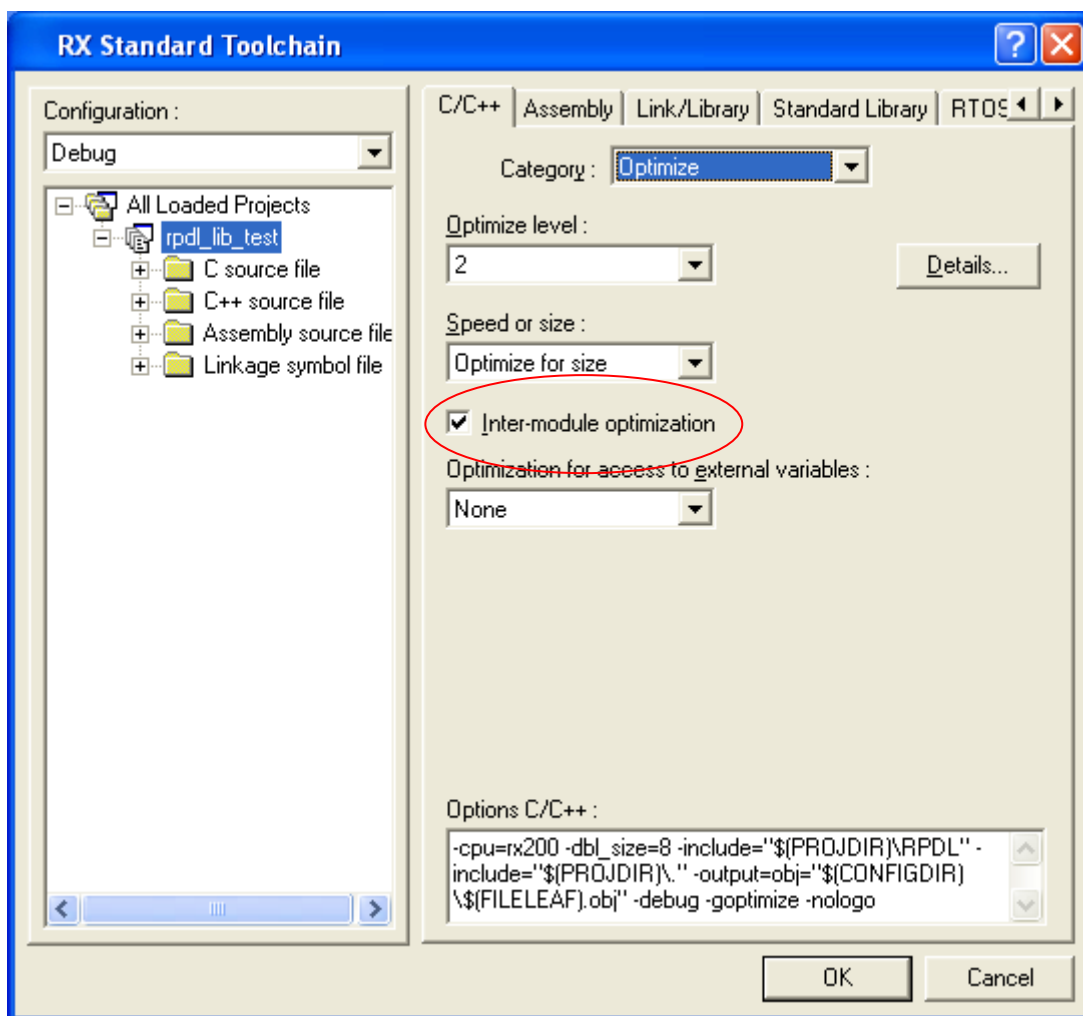 RX Standard Toolchain
Configuration :
Debug
All Loaded Projects
rpdl_lib_test
C source file
C++ source file
Assembly source file
Linkage symbol file
C/C++
Assembly
Link/Library
Standard Library
RTOS
Category :
Optimize
Optimize level :
2
Details...
Speed or size :
Optimize for size
Inter-module optimization
Optimization for access to external variables :
None
Options C/C++ :
-cpu=rx200 -dbl_size=8 -include="$(PROJDIR)\RPDL" -
include="$(PROJDIR)\." -output=obj="$(CONFIGDIR)
\$(FILELEAF).obj" -debug -goptimize -nologo
OK
Cancel